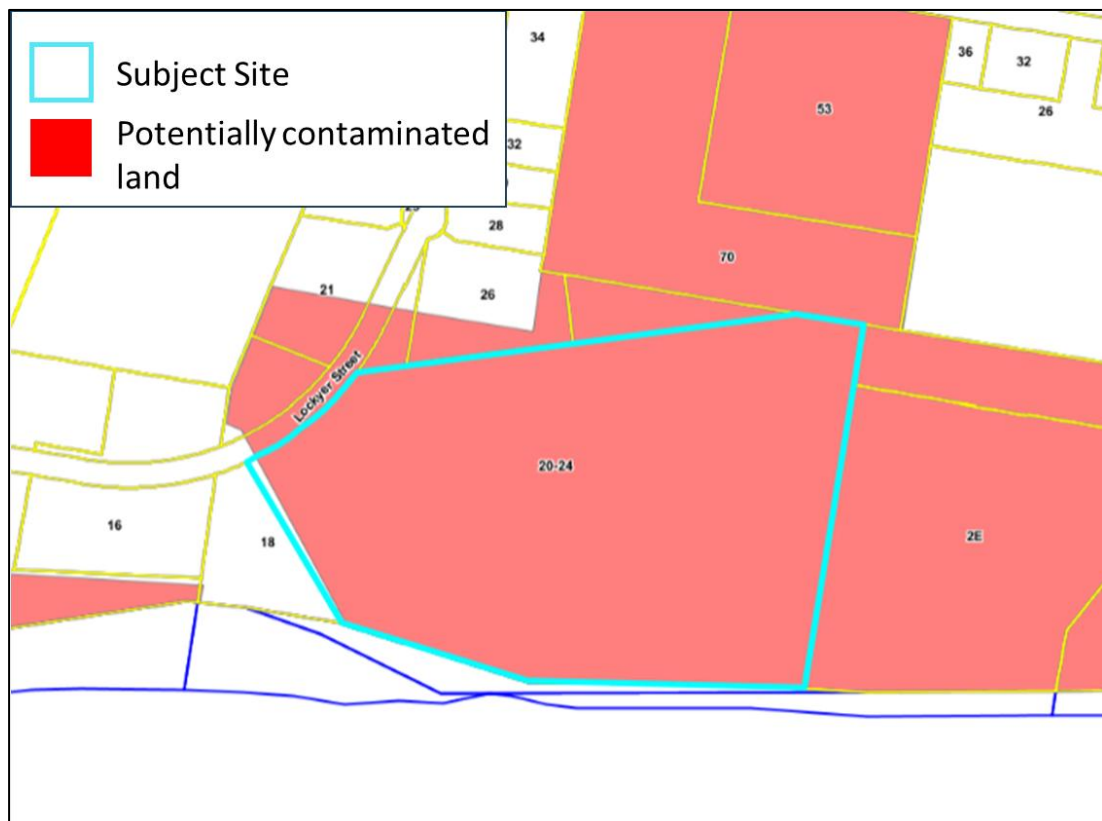 Subject Site
Potentially contaminated
land
34
36
32
53
26
32
28
70
21
26
Lockyer Street
20-24
16
2E
18